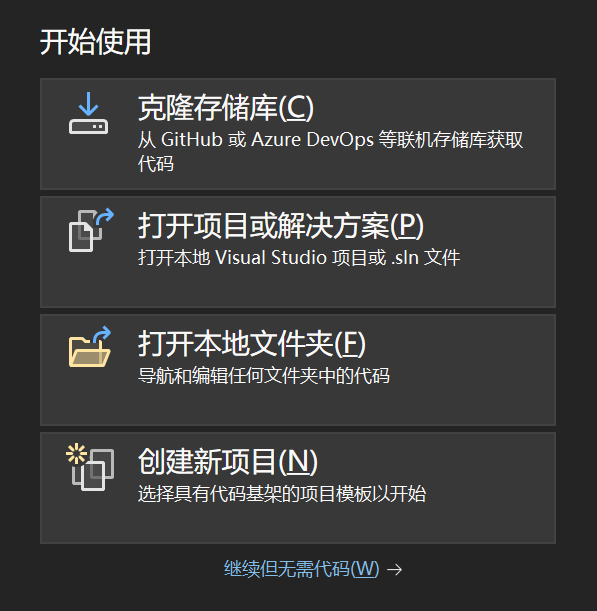 开始使用
克隆存储库(C)
从 GitHub 或 Azure DevOps 等联机存储库获取
代码
打开项目或解决方案(P)
打开本地 Visual Studio 项目或 .sln 文件
打开本地文件夹(F)
导航和编辑任何文件夹中的代码
创建新项目(N)
选择具有代码基架的项目模板以开始
继续但无需代码(W) →